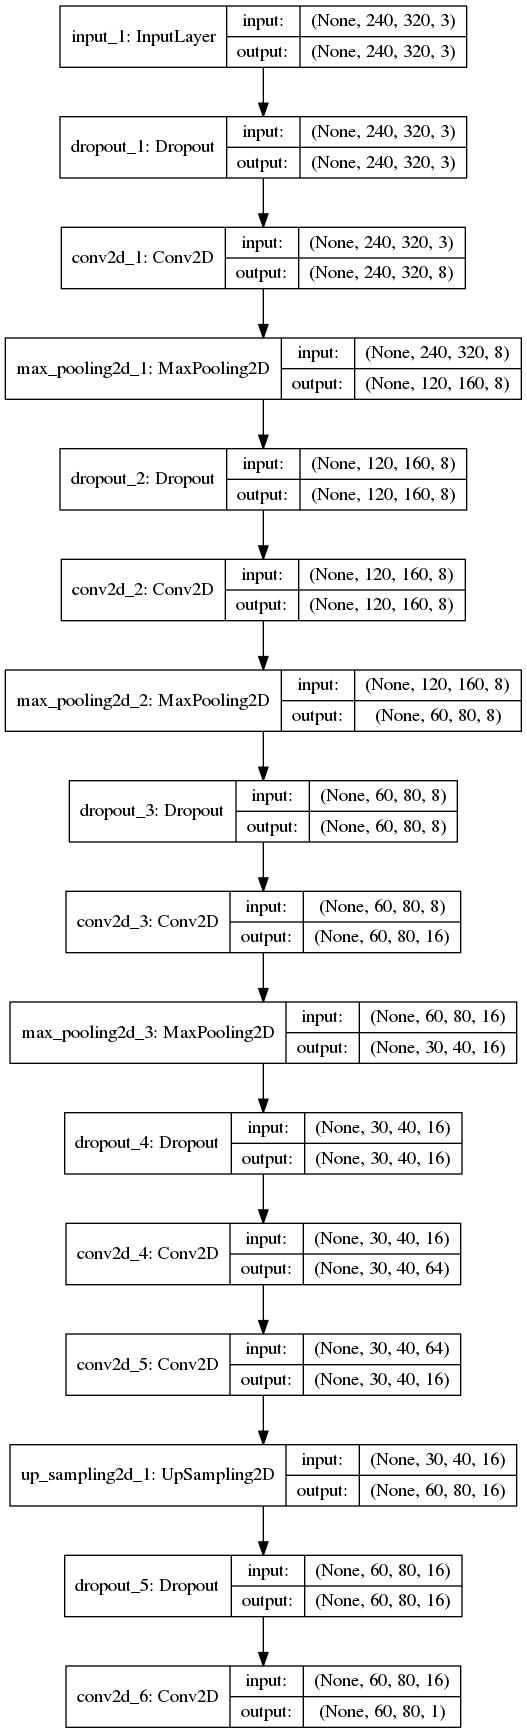 input_1: InputLayer
input: (None, 240, 320, 3)
output: (None, 240, 320, 3)
dropout_1: Dropout
input: (None, 240, 320, 3)
output: (None, 240, 320, 3)
conv2d_1: Conv2D
input: (None, 240, 320, 3)
output: (None, 240, 320, 8)
max_pooling2d_1: MaxPooling2D
input: (None, 240, 320, 8)
output: (None, 120, 160, 8)
dropout_2: Dropout
input: (None, 120, 160, 8)
output: (None, 120, 160, 8)
conv2d_2: Conv2D
input: (None, 120, 160, 8)
output: (None, 120, 160, 8)
max_pooling2d_2: MaxPooling2D
input: (None, 120, 160, 8)
output: (None, 60, 80, 8)
dropout_3: Dropout
input: (None, 60, 80, 8)
output: (None, 60, 80, 8)
conv2d_3: Conv2D
input: (None, 60, 80, 8)
output: (None, 60, 80, 16)
max_pooling2d_3: MaxPooling2D
input: (None, 60, 80, 16)
output: (None, 30, 40, 16)
dropout_4: Dropout
input: (None, 30, 40, 16)
output: (None, 30, 40, 16)
conv2d_4: Conv2D
input: (None, 30, 40, 16)
output: (None, 30, 40, 64)
conv2d_5: Conv2D
input: (None, 30, 40, 64)
output: (None, 30, 40, 16)
up_sampling2d_1: UpSampling2D
input: (None, 30, 40, 16)
output: (None, 60, 80, 16)
dropout_5: Dropout
input: (None, 60, 80, 16)
output: (None, 60, 80, 16)
conv2d_6: Conv2D
input: (None, 60, 80, 16)
output: (None, 60, 80, 1)